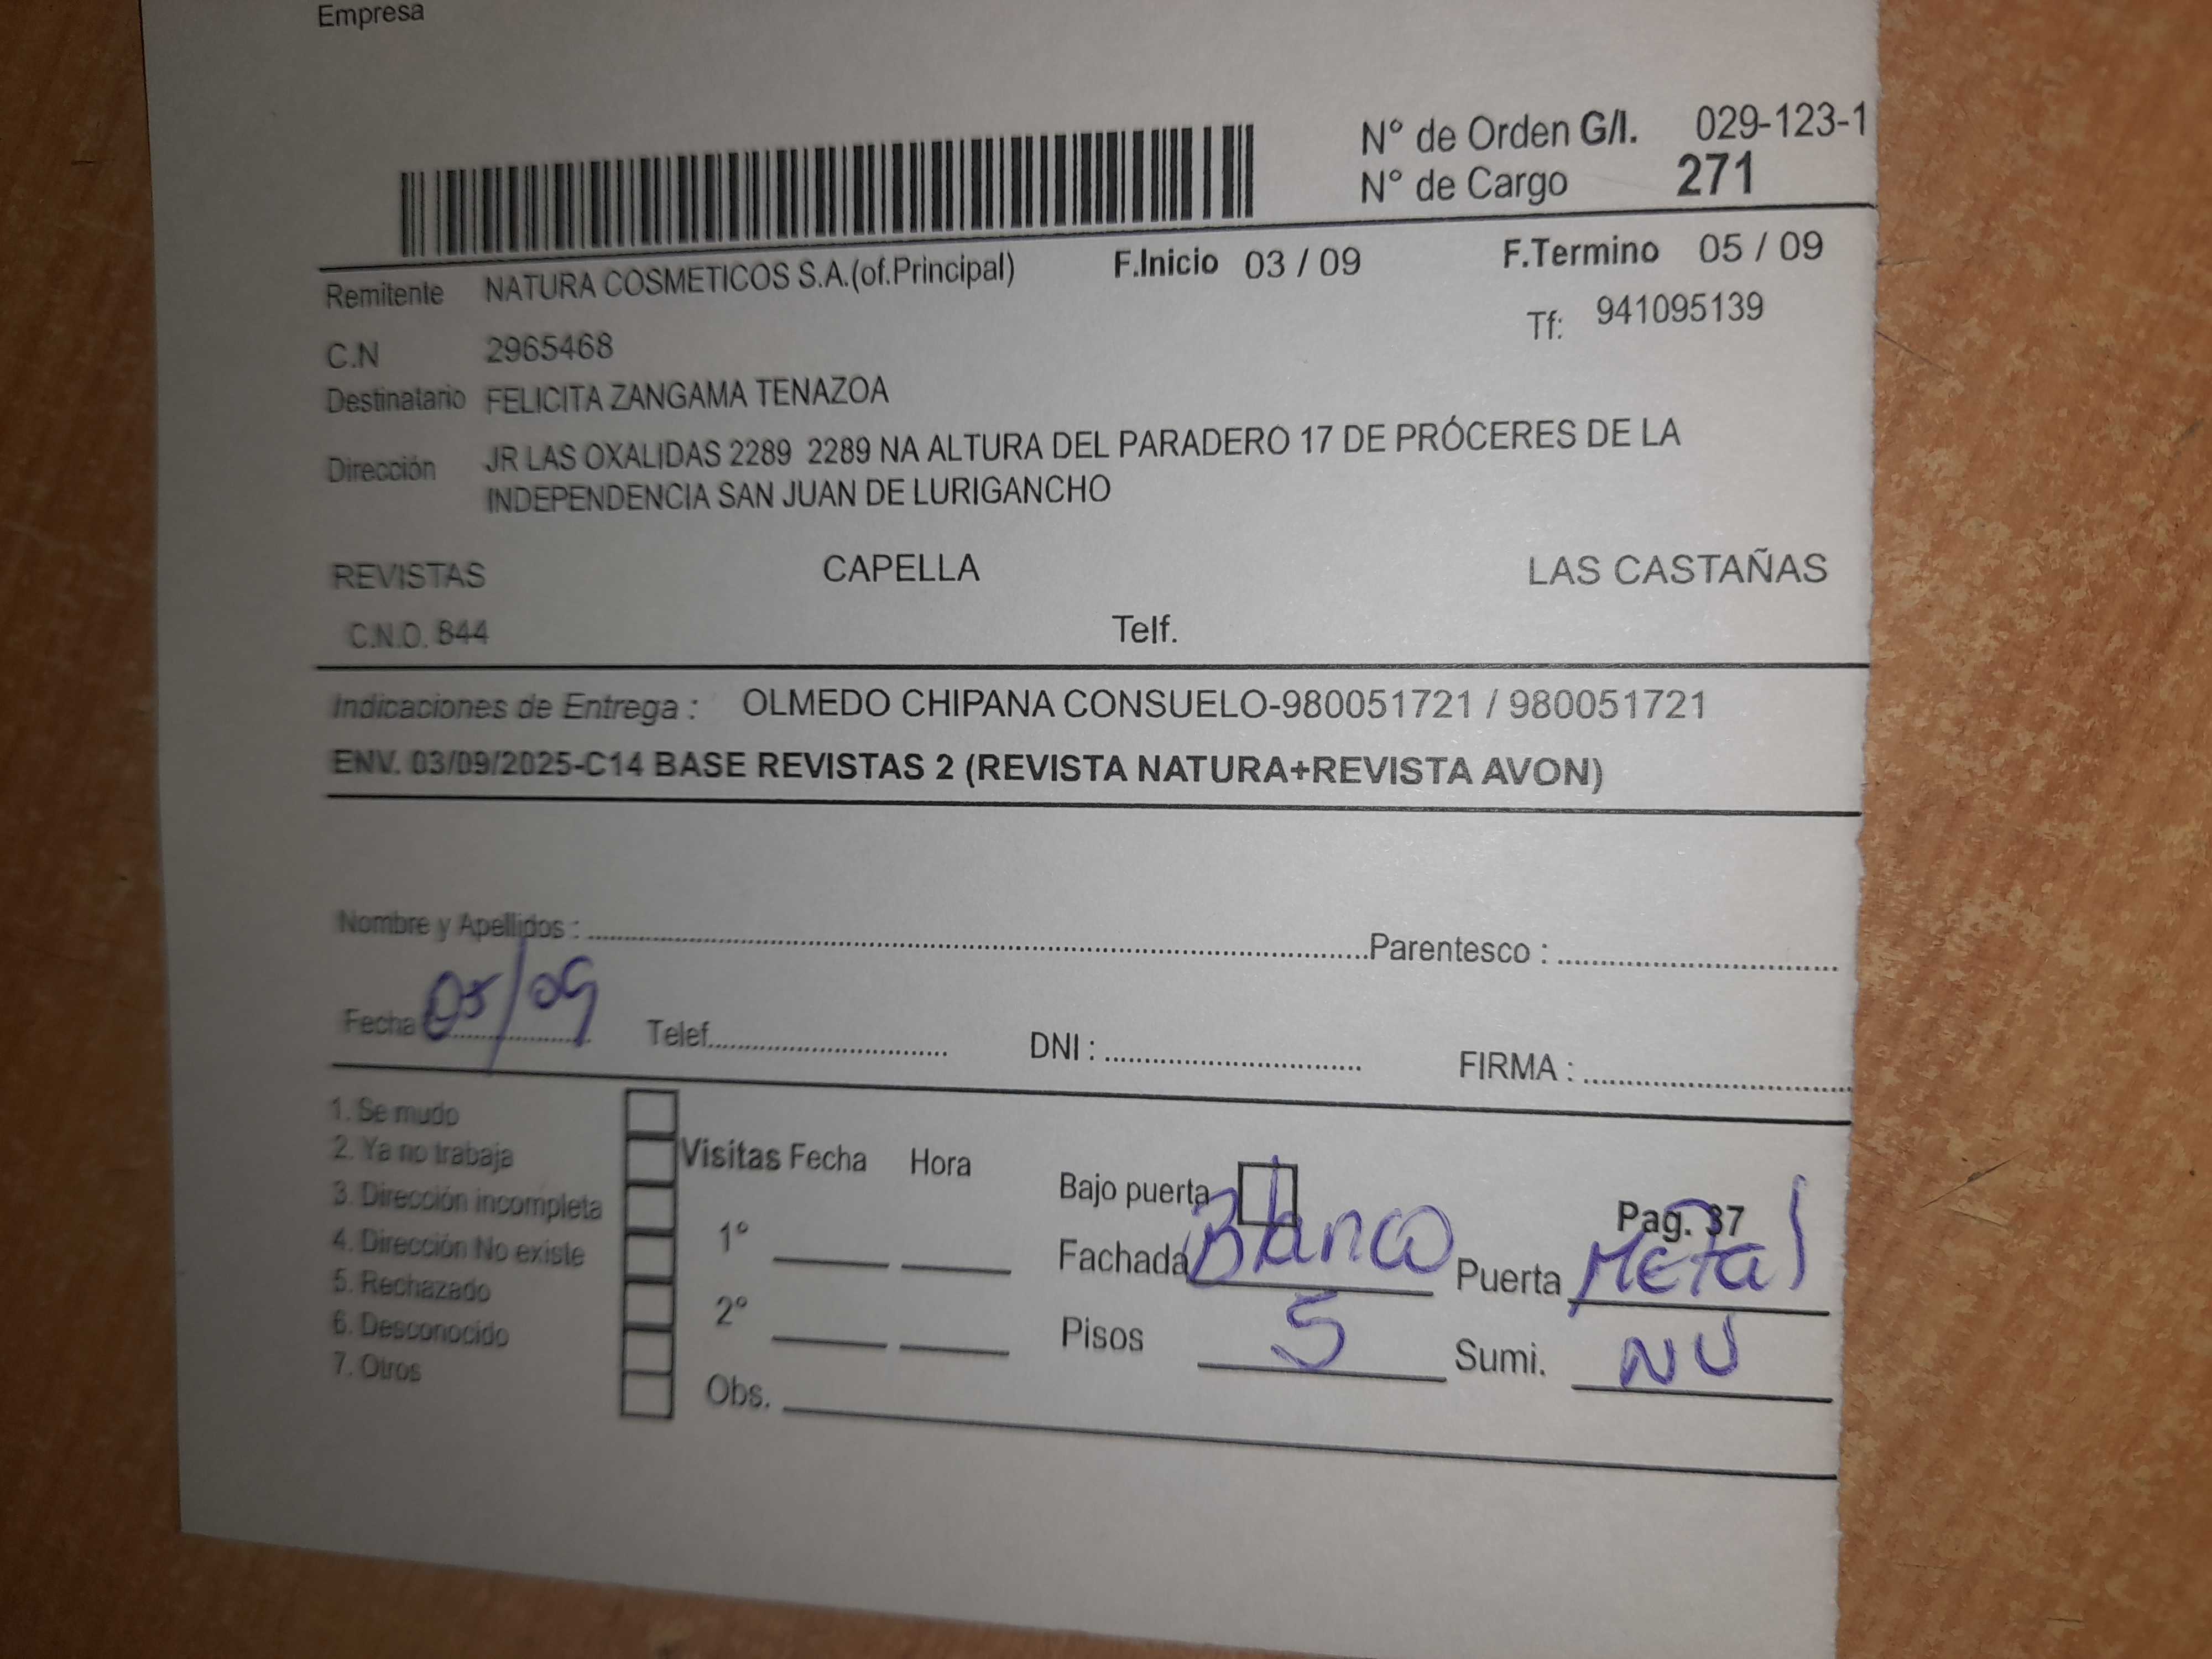 Empresa
N° de Orden G/I. 029-123-1
N° de Cargo 271
Remitente NATURA COSMETICOS S.A.(of.Principal) F.Inicio 03 / 09 F.Termino 05 / 09
C.N 2965468 Tf: 941095139
Destinatario FELICITA ZANGAMA TENAZOA
Dirección JR LAS OXALIDAS 2289 2289 NA ALTURA DEL PARADERO 17 DE PRÓCERES DE LA
INDEPENDENCIA SAN JUAN DE LURIGANCHO
REVISTAS CAPELLA LAS CASTAÑAS
C.N.O. 844 Telf.
Indicaciones de Entrega : OLMEDO CHIPANA CONSUELO-980051721 / 980051721
ENV. 03/09/2025-C14 BASE REVISTAS 2 (REVISTA NATURA+REVISTA AVON)
Nombre y Apellidos : Parentesco :
Fecha 05/09 Telef. DNI : FIRMA :
1. Se mudo
2. Ya no trabaja Visitas Fecha Hora
3. Dirección incompleta Bajo puerta Pag. 37
4. Dirección No existe 1° Fachada Blanco Puerta Metal
5. Rechazado
6. Desconocido 2° Pisos 5 Sumi.
7. Otros Obs.